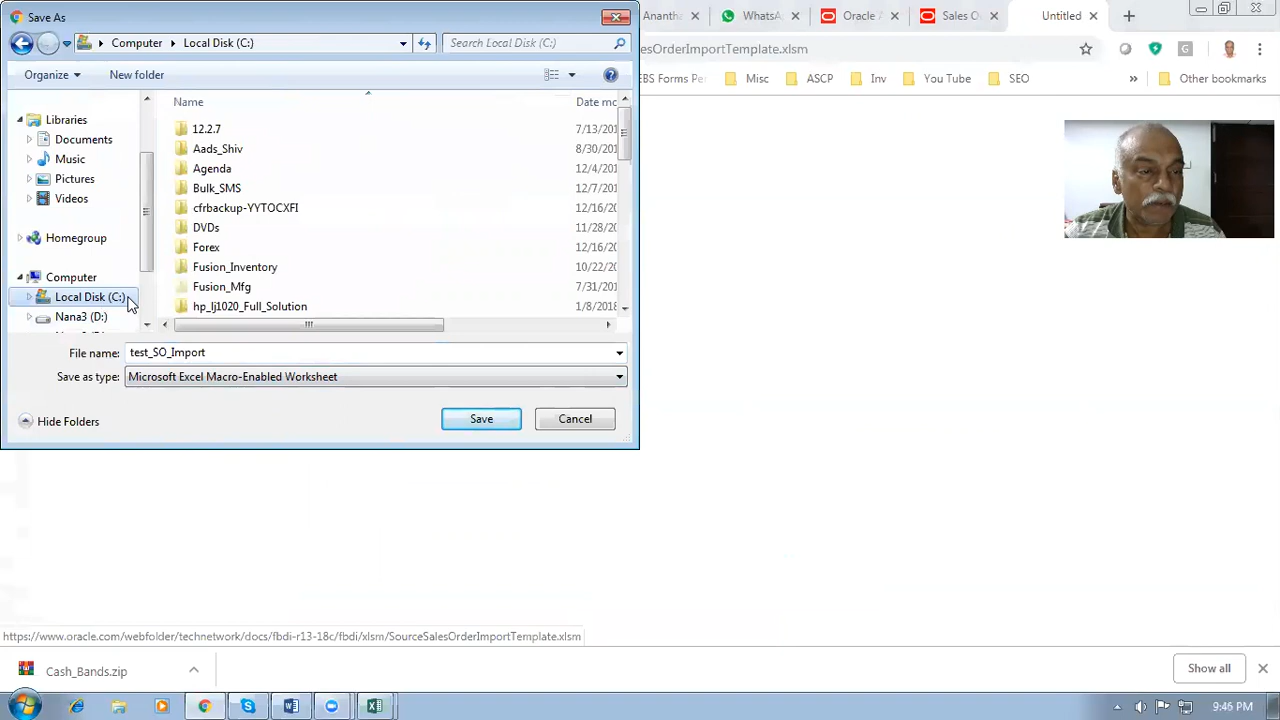 Save As
Anantha
WhatsA
Oracle
Sales O
Untitled
Computer
Local Disk (C:)
Search Local Disk (C:)
esOrderImportTemplate.xlsm
Organize
New folder
EBS Forms Pe
Misc
ASCP
Inv
You Tube
SEO
»
Other bookmarks
Name
Date mo
Libraries
Documents
Music
Pictures
Videos
Homegroup
Computer
Local Disk (C:)
Nana3 (D:)
12.2.7
7/13/201
Aads_Shiv
8/30/201
Agenda
12/4/201
Bulk_SMS
12/7/201
cfrbackup-YYTOCXFI
12/16/20
DVDs
11/28/20
Forex
12/16/20
Fusion_Inventory
10/22/20
Fusion_Mfg
7/31/201
hp_lj1020_Full_Solution
1/8/2018
File name:
test_SO_Import
Save as type:
Microsoft Excel Macro-Enabled Worksheet
Hide Folders
Save
Cancel
https://www.oracle.com/webfolder/technetwork/docs/fbdi-r13-18c/fbdi/xlsm/SourceSalesOrderImportTemplate.xlsm
Cash_Bands.zip
Show all
9:46 PM